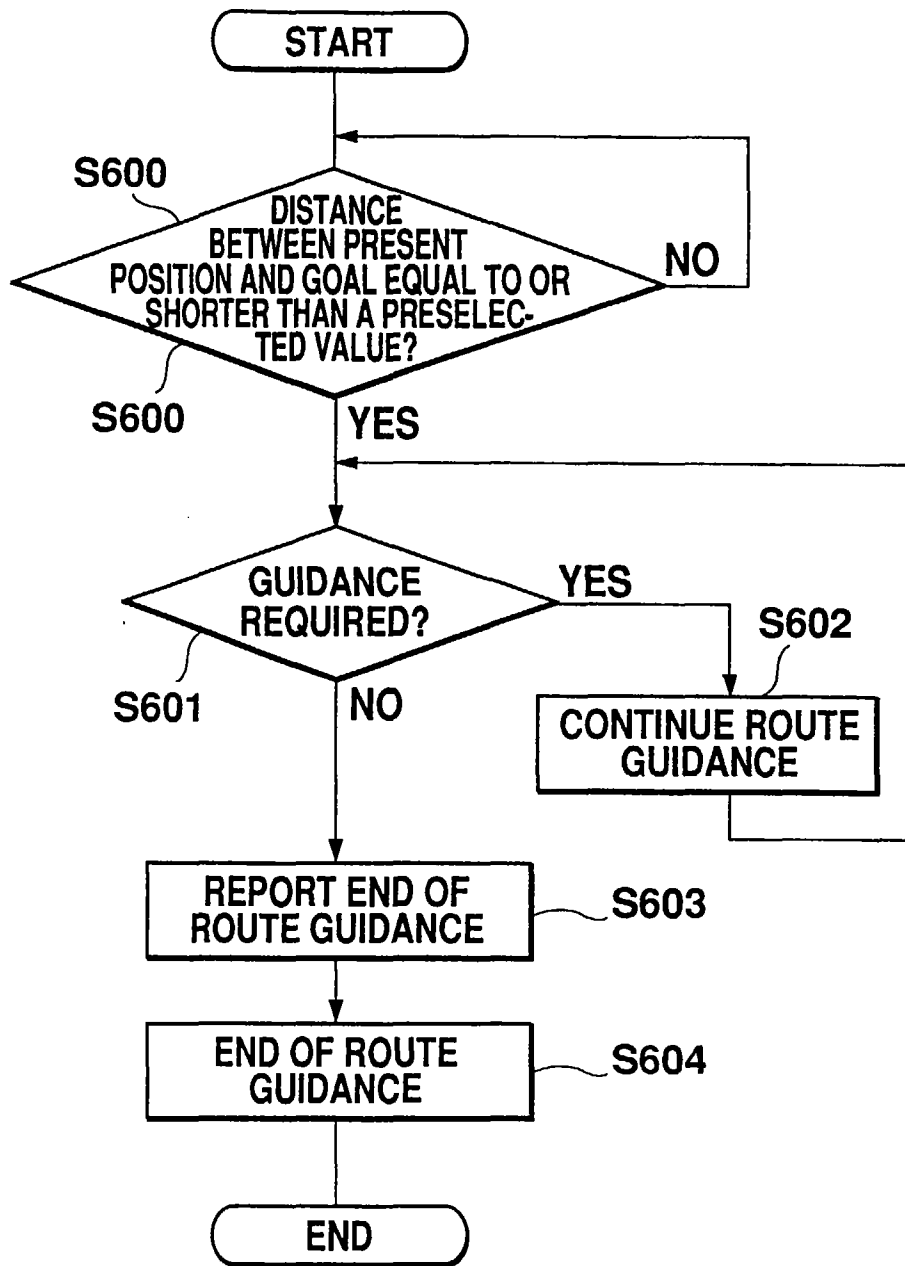 START
S600
DISTANCE
BETWEEN PRESENT
POSITION AND GOAL EQUAL TO OR
SHORTER THAN A PRESELEC-
TED VALUE?
NO
S600
YES
GUIDANCE
REQUIRED?
YES
S601
NO
S602
CONTINUE ROUTE
GUIDANCE
REPORT END OF
ROUTE GUIDANCE
S603
END OF ROUTE
GUIDANCE
S604
END